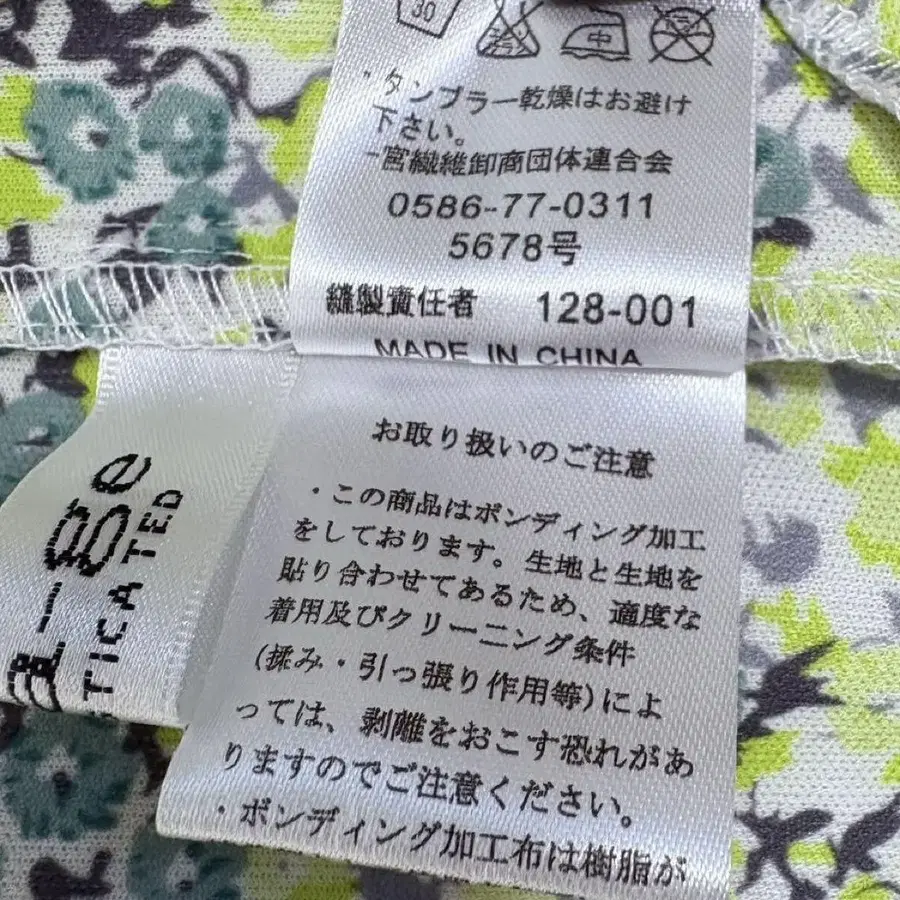 30
中
・タンブラー乾燥はお避け
下さい。
一宮繊維卸商団体連合会
0586-77-0311
5678号
縫製責任者 128-001
MADE IN CHINA
お取り扱いのご注意
・この商品はボンディング加工
をしております。生地と生地を
貼り合わせてあるため、適度な
着用及びクリーニング条件
(揉み・引っ張り作用等)によ
っては、剥離をおこす恐れがあ
りますのでご注意ください。
・ボンディング加工布は樹脂が
-ge
TICATED